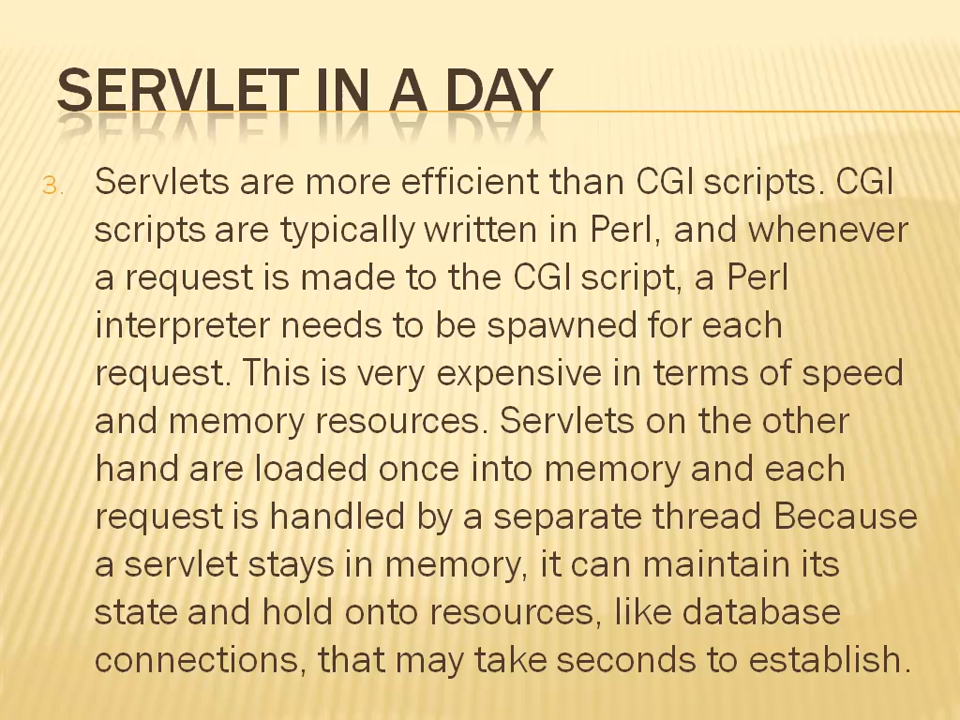 SERVLET IN A DAY
3. Servlets are more efficient than CGI scripts. CGI
scripts are typically written in Perl, and whenever
a request is made to the CGI script, a Perl
interpreter needs to be spawned for each
request. This is very expensive in terms of speed
and memory resources. Servlets on the other
hand are loaded once into memory and each
request is handled by a separate thread Because
a servlet stays in memory, it can maintain its
state and hold onto resources, like database
connections, that may take seconds to establish.